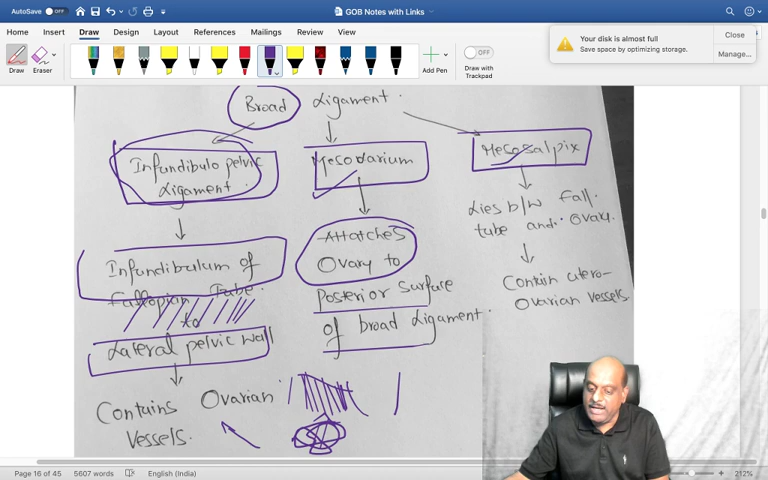 AutoSave OFF
GOB Notes with Links
Home Insert Draw Design Layout References Mailings Review View
Your disk is almost full
Save space by optimizing storage.
Close
Manage...
Draw
Eraser
Add Pen
OFF
Draw with
Trackpad
Broad Ligament.
Infundibulo pelvic
Ligament.
Infundibulum of
Fallopian Tube
to
Lateral pelvic wall
Contains Ovarian
Vessels.
Mesovarium
Attatches
Ovary to
Posterior Surface
of broad Ligament.
Mesosalpix
Lies b/w Fall.
tube and Ovary.
Contain utero-
Ovarian Vessels.
Page 16 of 45 5607 words English (India)
212%